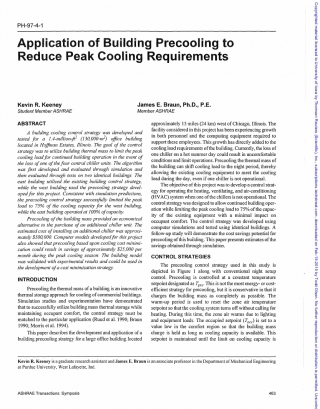 PH-97-4-1
Application of Building Precooling to
Reduce Peak Cooling Requirements
Kevin R. Keeney
Student Member ASHRAE
James E. Braun, Ph.D., P.E.
Member ASHRAE
ABSTRACT
A building cooling control strategy was developed and
tested for a 1.4-million-ft² (130,000-m²) office building
located in Hoffman Estates, Illinois. The goal of the control
strategy was to utilize building thermal mass to limit the peak
cooling load for continued building operation in the event of
the loss of one of the four central chiller units. The algorithm
was first developed and evaluated through simulation and
then evaluated through tests on two identical buildings. The
east building utilized the existing building control strategy,
while the west building used the precooling strategy devel-
oped for this project. Consistent with simulation predictions,
the precooling control strategy successfully limited the peak
load to 75% of the cooling capacity for the west building,
while the east building operated at 100% of capacity.
Precooling of the building mass provided an economical
alternative to the purchase of an additional chiller unit. The
estimated cost of installing an additional chiller was approxi-
mately $500,000. Computer models developed for this project
also showed that precooling based upon cooling cost minimi-
zation could result in savings of approximately $25,000 per
month during the peak cooling season. The building model
was validated with experimental results and could be used in
the development of a cost minimization strategy.
INTRODUCTION
Precooling the thermal mass of a building is an innovative
thermal storage approach for cooling of commercial buildings.
Simulation studies and experimentation have demonstrated
that to successfully utilize building mass thermal storage while
maintaining occupant comfort, the control strategy must be
matched to the particular application (Ruud et al. 1990, Braun
1990, Morris et al. 1994).
This paper describes the development and application of a
building precooling strategy for a large office building located
approximately 15 miles (24 km) west of Chicago, Illinois. The
facility considered in this project has been experiencing growth
in both personnel and the computing equipment required to
support these employees. This growth has directly added to the
cooling load requirements of the building. Currently, the loss of
one chiller on a hot summer day could result in unsatisfactory
conditions and limit operations. Precooling the thermal mass of
the building can shift cooling load to the night period, thereby
allowing the existing cooling equipment to meet the cooling
load during the day, even if one chiller is not operational.
The objective of this project was to develop a control strat-
egy for operating the heating, ventilating, and air-conditioning
(HVAC) system when one of the chillers is not operational. The
control strategy was designed to allow continued building oper-
ation while limiting the peak cooling load to 75% of the capac-
ity of the existing equipment with a minimal impact on
occupant comfort. The control strategy was developed using
computer simulations and tested using identical buildings. A
follow-up study will demonstrate the cost savings potential for
precooling of this building. This paper presents estimates of the
savings obtained through simulation.
CONTROL STRATEGIES
The precooling control strategy used in this study is
depicted in Figure 1 along with conventional night setup
control. Precooling is controlled at a constant temperature
setpoint designated as
This is not the most energy- or cost-
efficient strategy for precooling, but it is conservative in that it
charges the building mass as completely as possible. The
warm-up period is used to reset the zone air temperature
setpoint so that the cooling system turns off without calling for
heating. During this time, the zone air warms due to lighting
and equipment loads. The occupied setpoint
is set to a
value low in the comfort region so that the building mass
charge is held as long as cooling capacity is available. This
setpoint is maintained until the limit on cooling capacity is
Kevin R. Keeney is a graduate research assistant and James E. Braun is an associate professor in the Department of Mechanical Engineering
at Purdue University, West Lafayette, Ind.
ASHRAE Transactions: Symposia
463